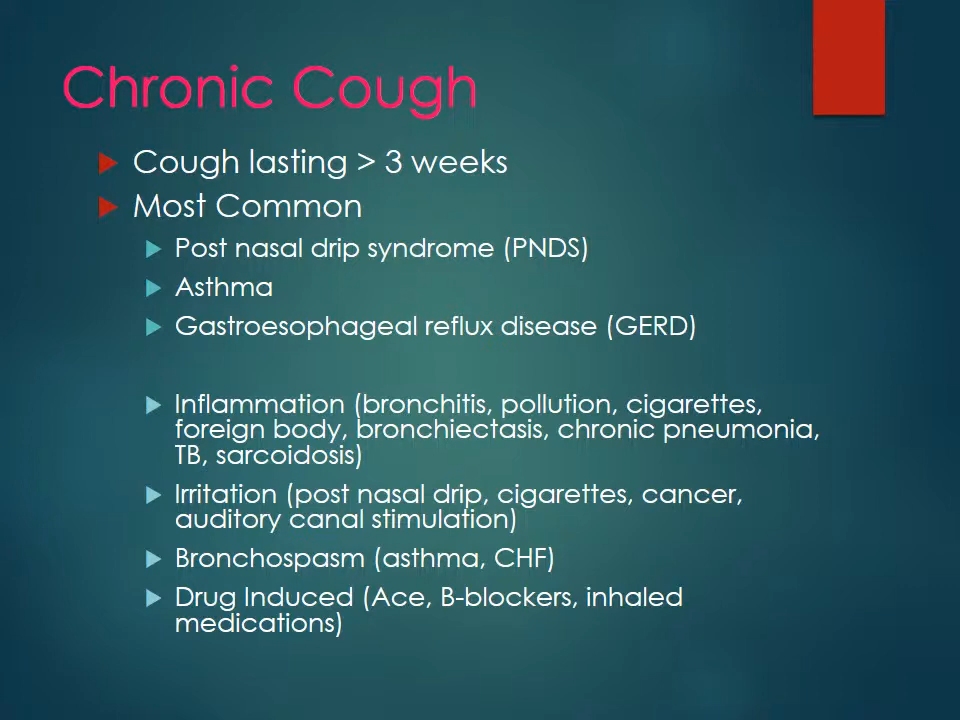 Chronic Cough
Cough lasting > 3 weeks
Most Common
Post nasal drip syndrome (PNDS)
Asthma
Gastroesophageal reflux disease (GERD)
Inflammation (bronchitis, pollution, cigarettes,
foreign body, bronchiectasis, chronic pneumonia,
TB, sarcoidosis)
Irritation (post nasal drip, cigarettes, cancer,
auditory canal stimulation)
Bronchospasm (asthma, CHF)
Drug Induced (Ace, B-blockers, inhaled
medications)